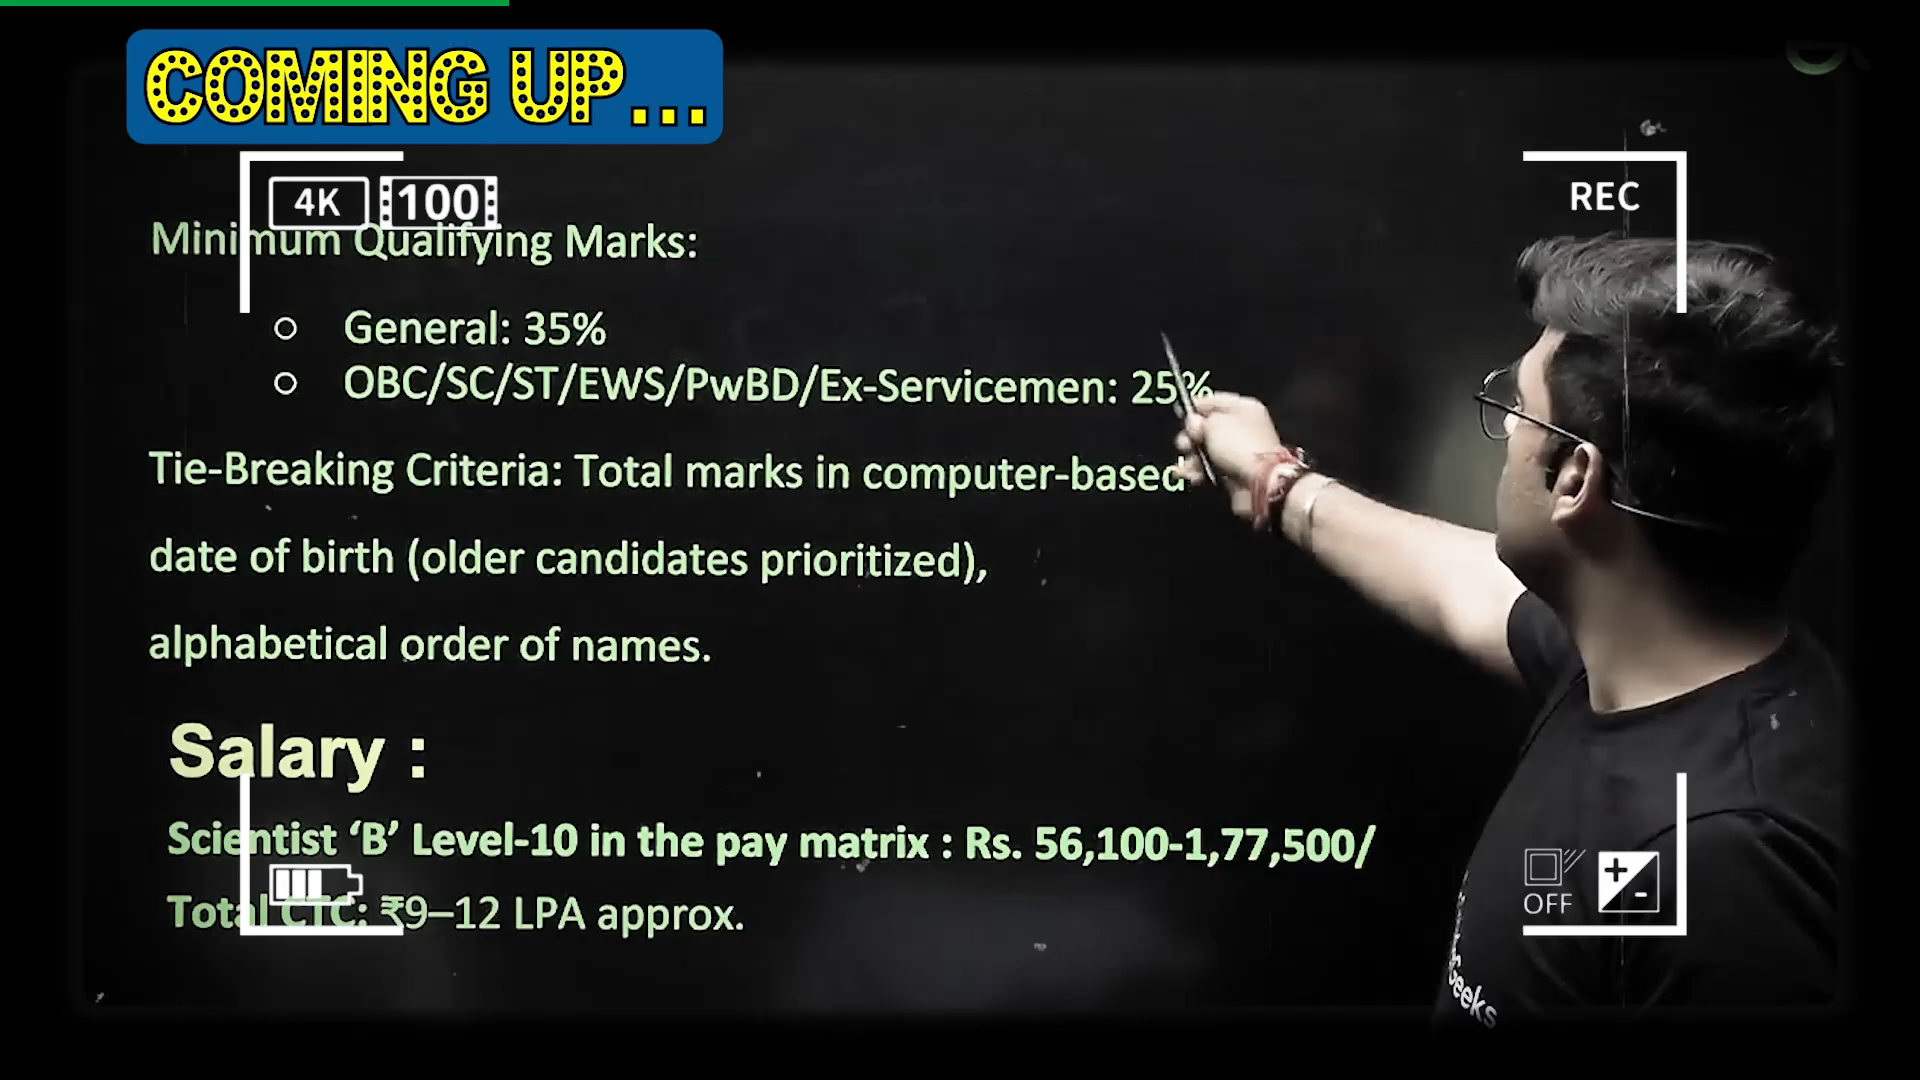 COMING UP...
4K 100
REC
Minimum Qualifying Marks:
○ General: 35%
○ OBC/SC/ST/EWS/PwBD/Ex-Servicemen: 25%
Tie-Breaking Criteria: Total marks in computer-based
date of birth (older candidates prioritized),
alphabetical order of names.
Salary :
Scientist ‘B’ Level-10 in the pay matrix : Rs. 56,100-1,77,500/
Total CTC: ₹9–12 LPA approx.
OFF
Geeks